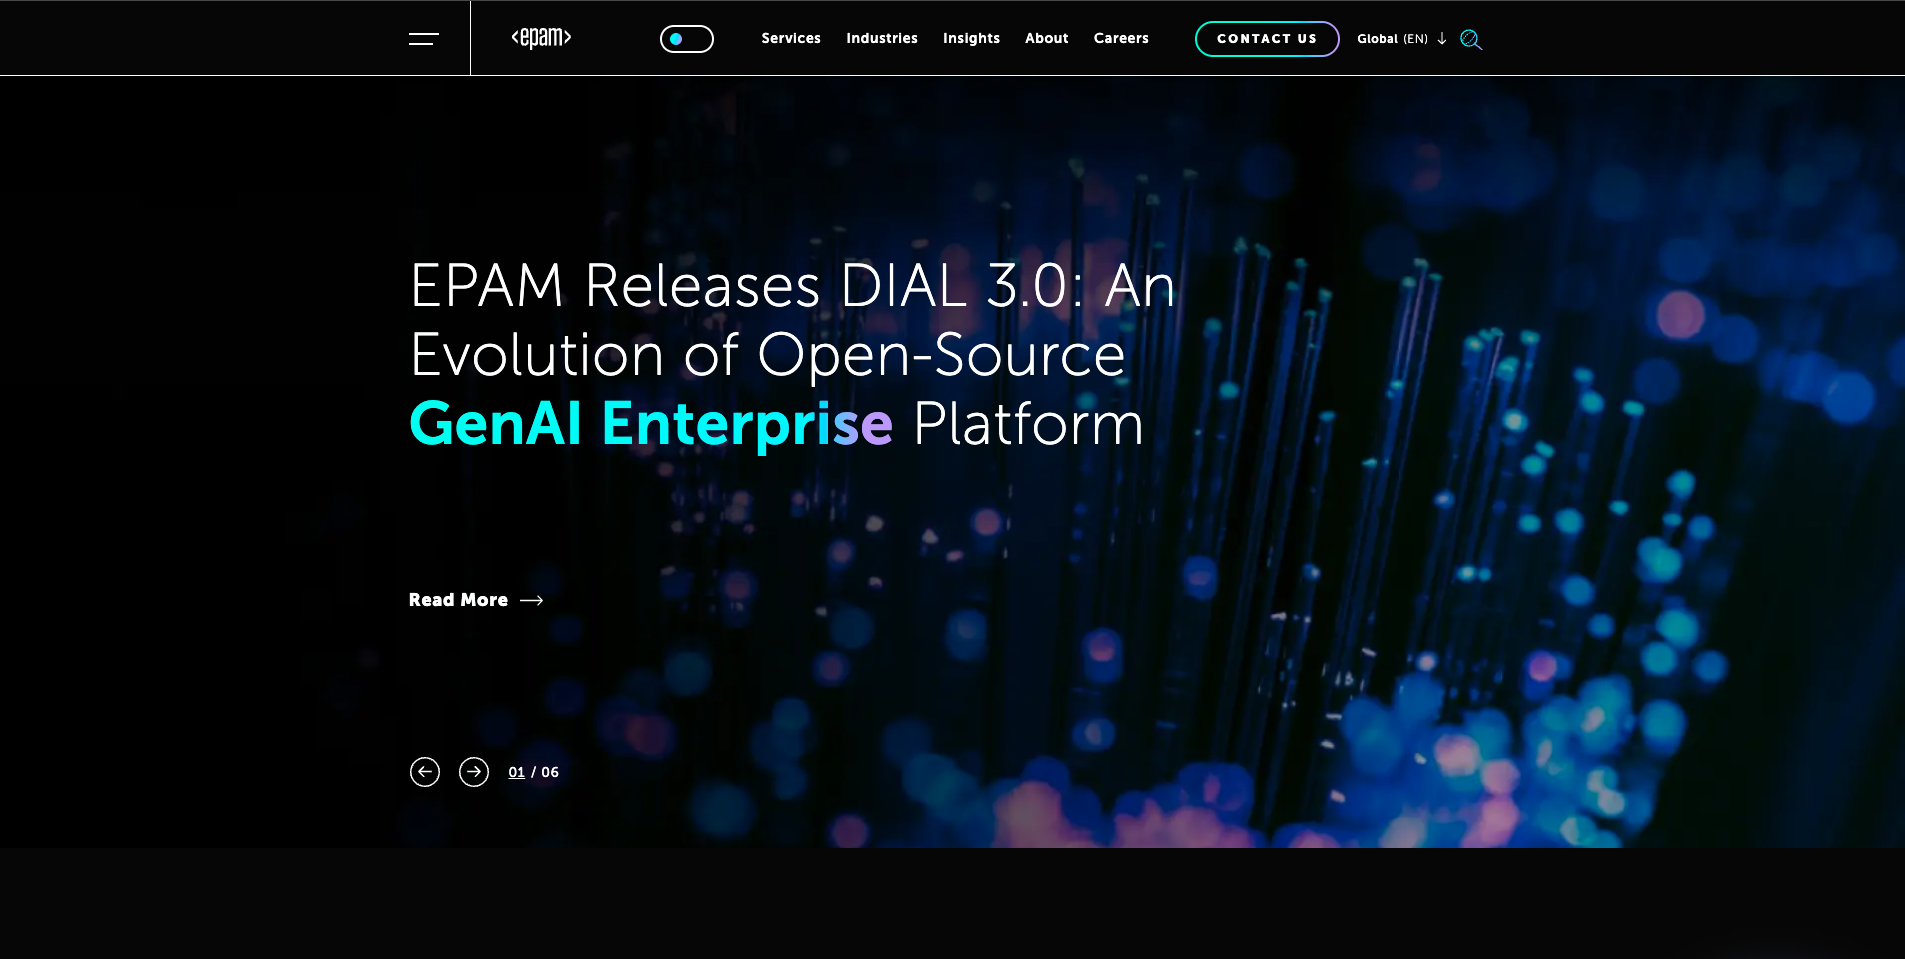 <epam>
Services Industries Insights About Careers
CONTACT US
Global (EN)
EPAM Releases DIAL 3.0: An
Evolution of Open-Source
GenAI Enterprise Platform
Read More
01 / 06